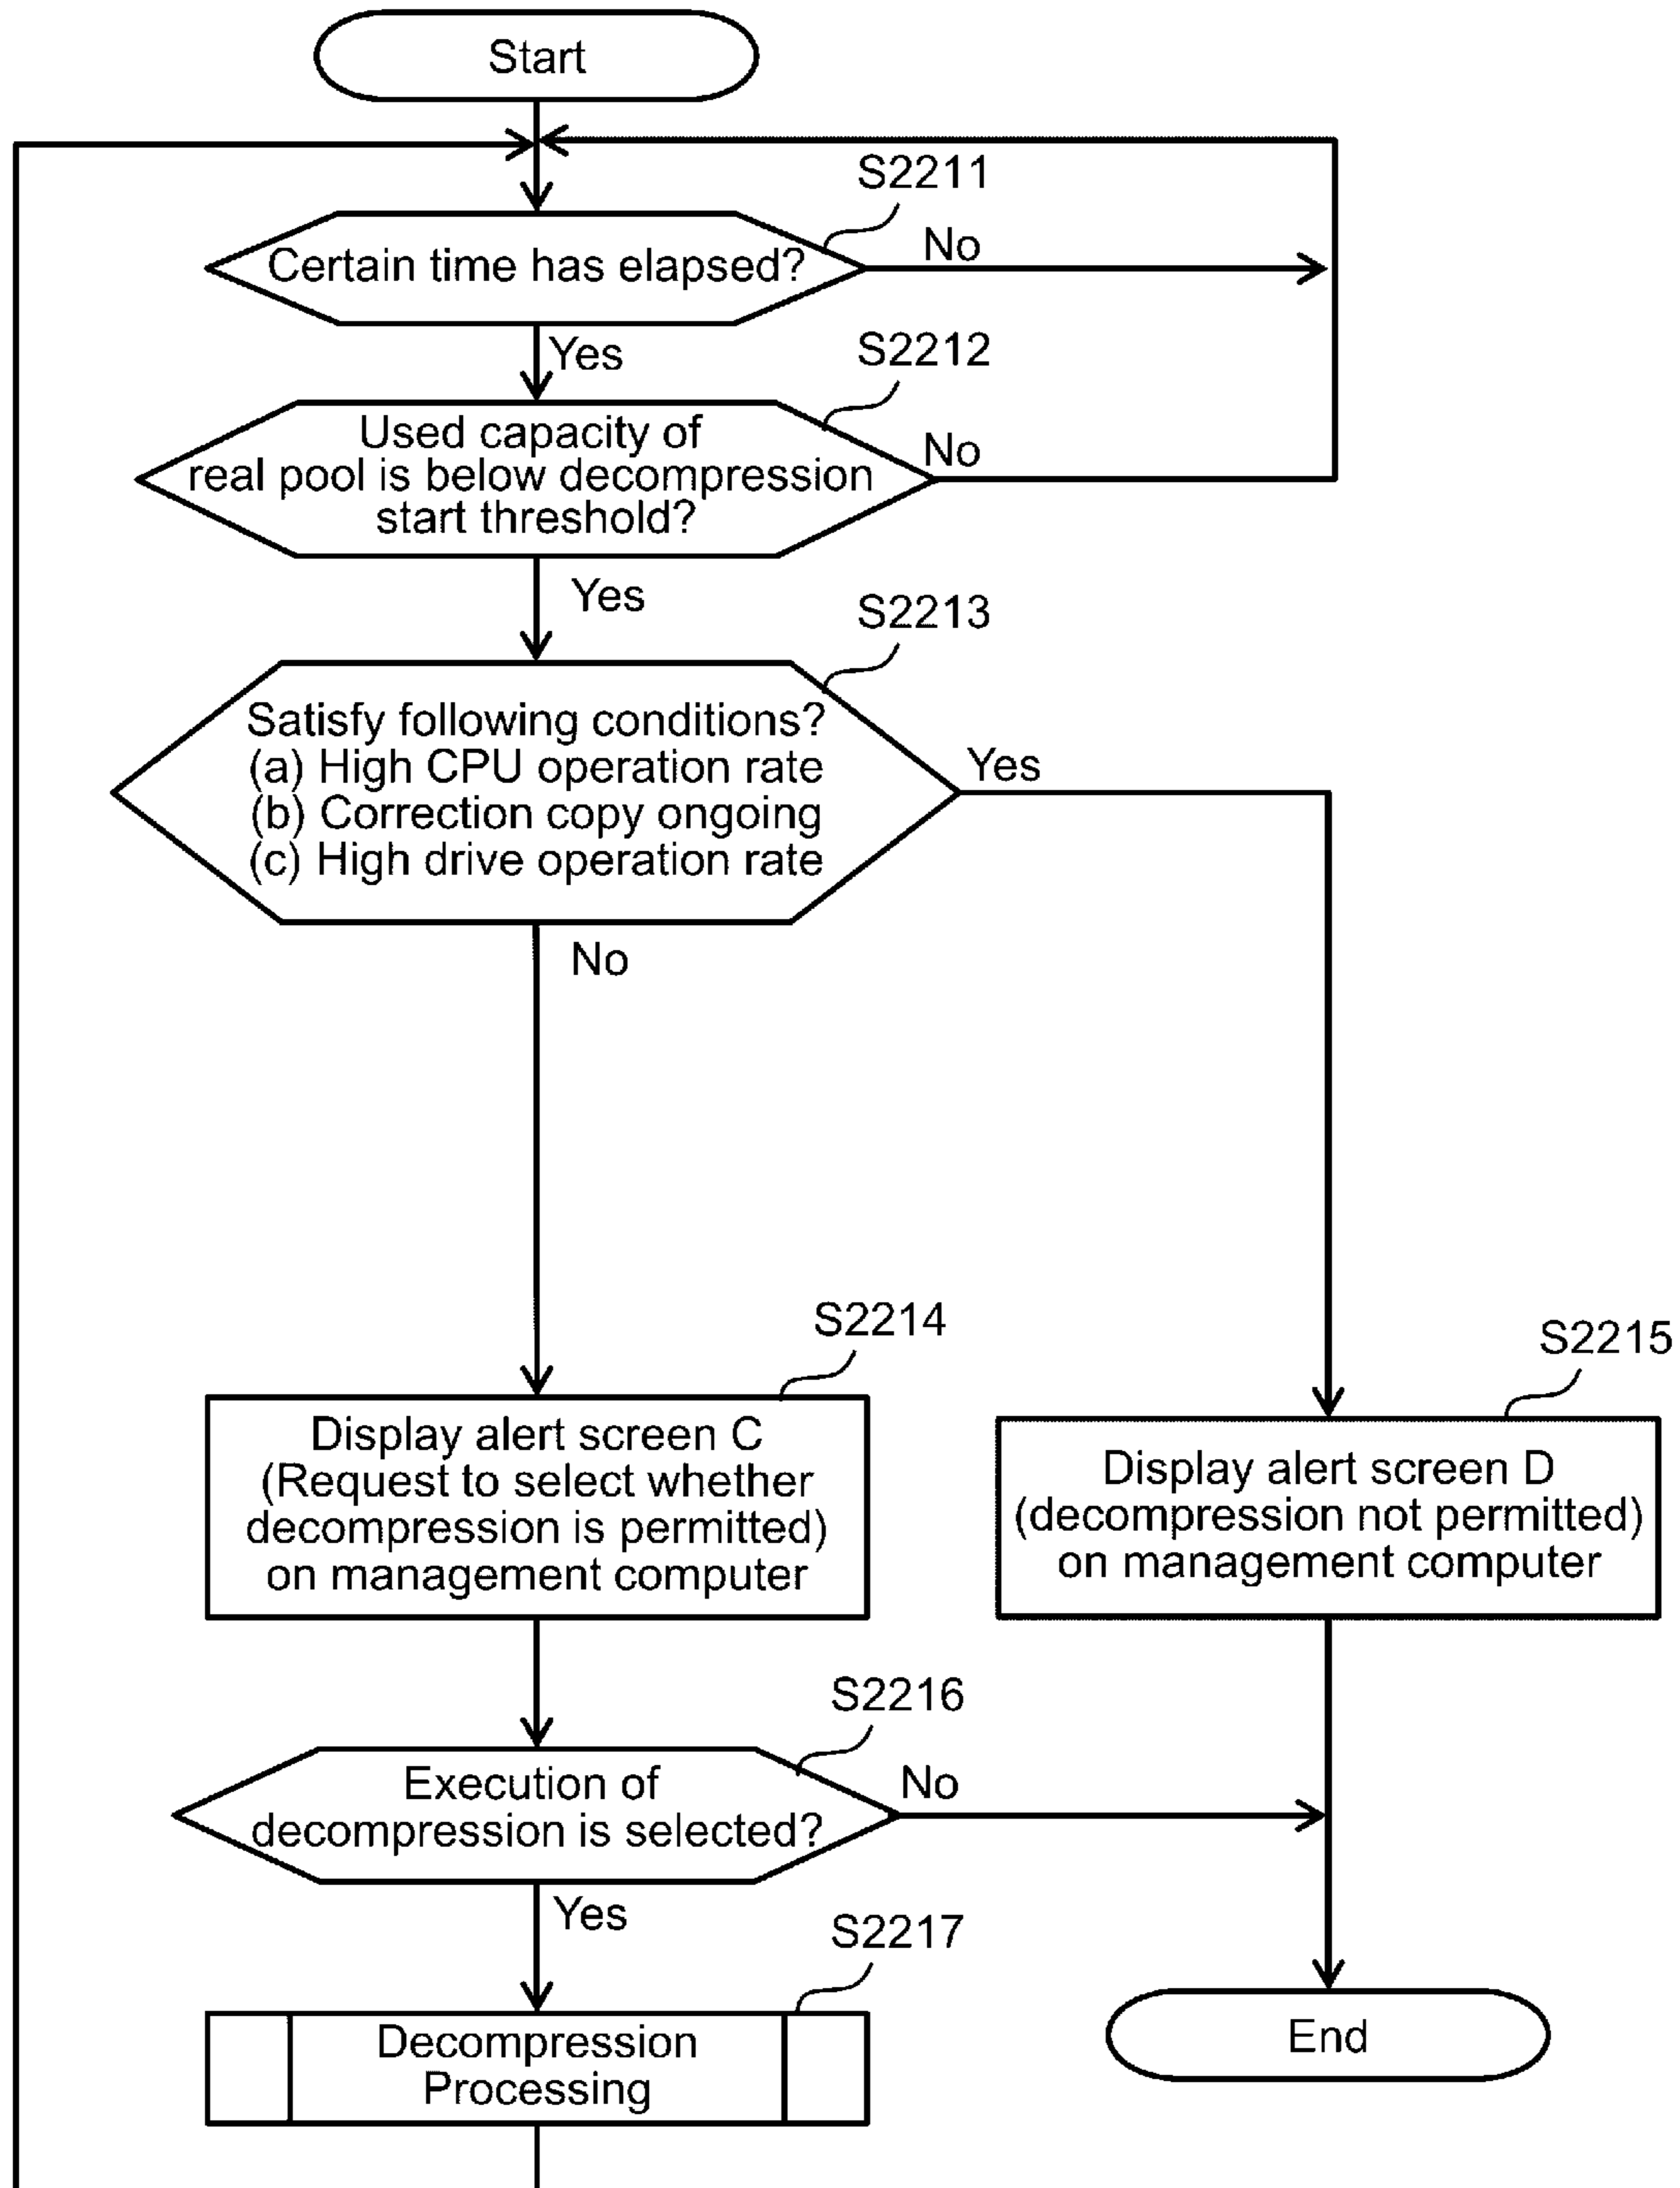 Start
S2211
Certain time has elapsed?
No
Yes
S2212
Used capacity of
real pool is below decompression
start threshold?
No
Yes
S2213
Satisfy following conditions?
(a) High CPU operation rate
(b) Correction copy ongoing
(c) High drive operation rate
Yes
No
S2214
Display alert screen C
(Request to select whether
decompression is permitted)
on management computer
S2215
Display alert screen D
(decompression not permitted)
on management computer
S2216
Execution of
decompression is selected?
No
Yes
S2217
Decompression
Processing
End